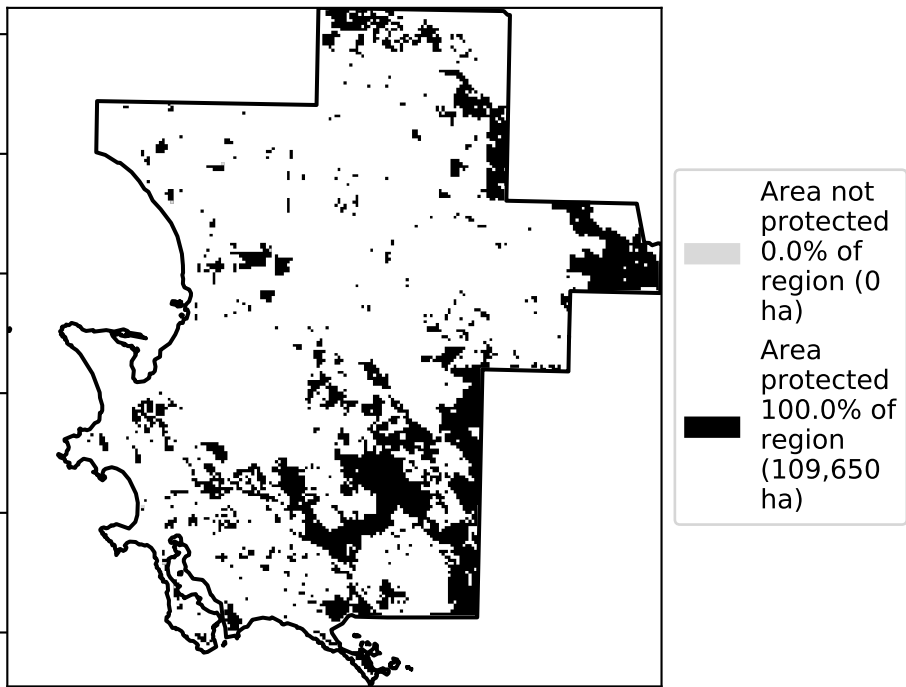 Area not
protected
0.0% of
region (0
ha)
Area
protected
100.0% of
region
(109,650
ha)